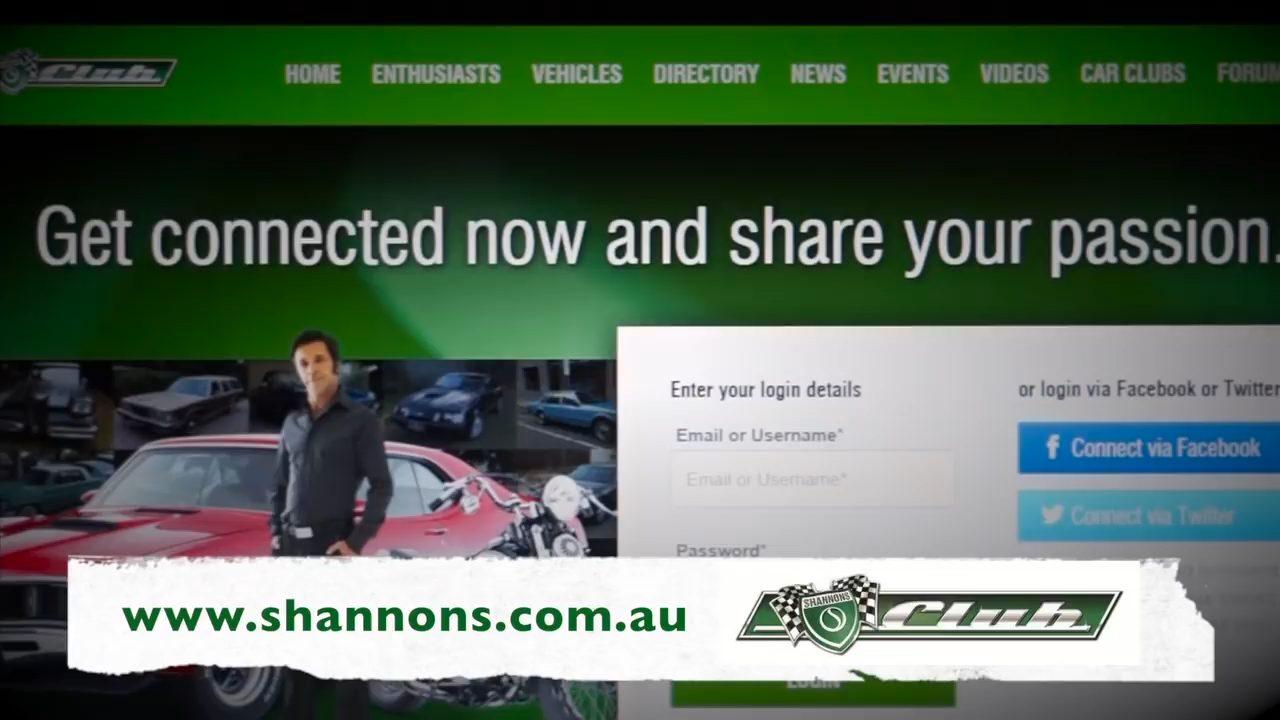 Club
HOME ENTHUSIASTS VEHICLES DIRECTORY NEWS EVENTS VIDEOS CAR CLUBS
Get connected now and share your passion.
Enter your login details
or login via Facebook or Twitter
Email or Username*
Email or Username*
f Connect via Facebook
Connect via Twitter
Password*
www.shannons.com.au
SHANNONS
S Club